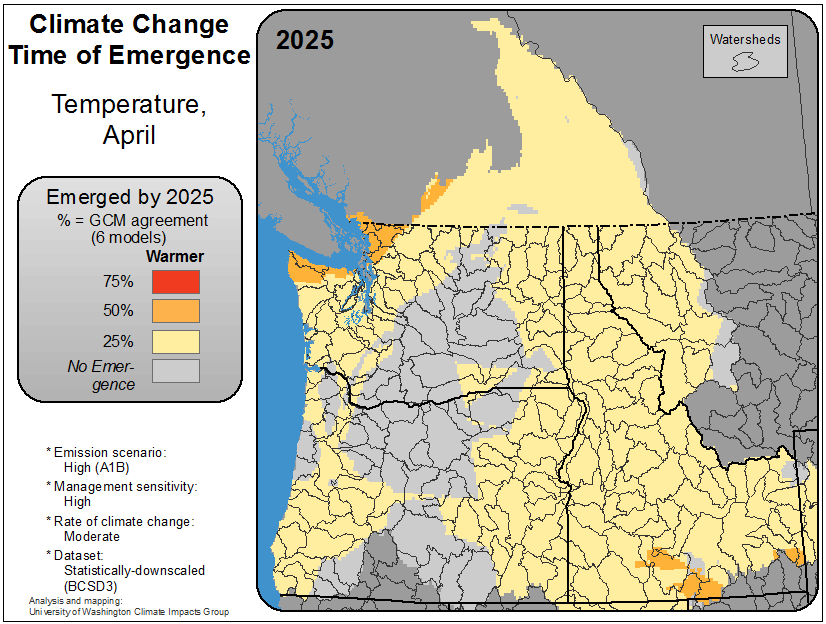 Climate Change
Time of Emergence
Temperature,
April
Emerged by 2025
% = GCM agreement
(6 models)
Warmer
75%
50%
25%
No Emer-
gence
* Emission scenario:
High (A1B)
* Management sensitivity:
High
* Rate of climate change:
Moderate
* Dataset:
Statistically-downscaled
(BCSD3)
Analysis and mapping:
University of Washington Climate Impacts Group
2025
Watersheds